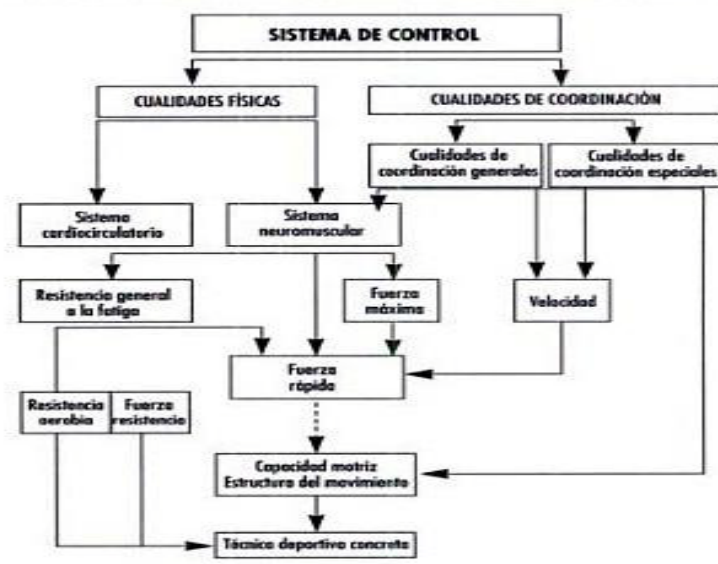 SISTEMA DE CONTROL
CUALIDADES FÍSICAS
CUALIDADES DE COORDINACIÓN
Cualidades de
coordinación generales
Cualidades de
coordinación especiales
Sistema
cardiocirculatorio
Sistema
neuromuscular
Resistencia general
a la fatiga
Fuerza
máxima
Velocidad
Fuerza
rápida
Resistencia
aerobia
Fuerza
resistencia
Capacidad motriz
Estructura del movimiento
Técnica deportiva concreta